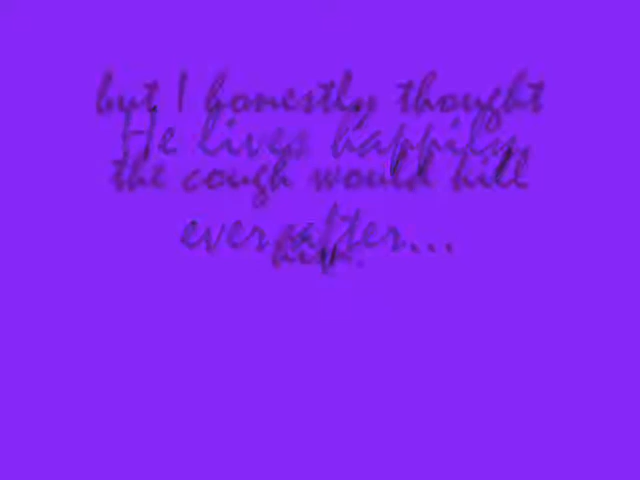 but I honestly thought
He lives happily
the cough would kill
ever after...
him.